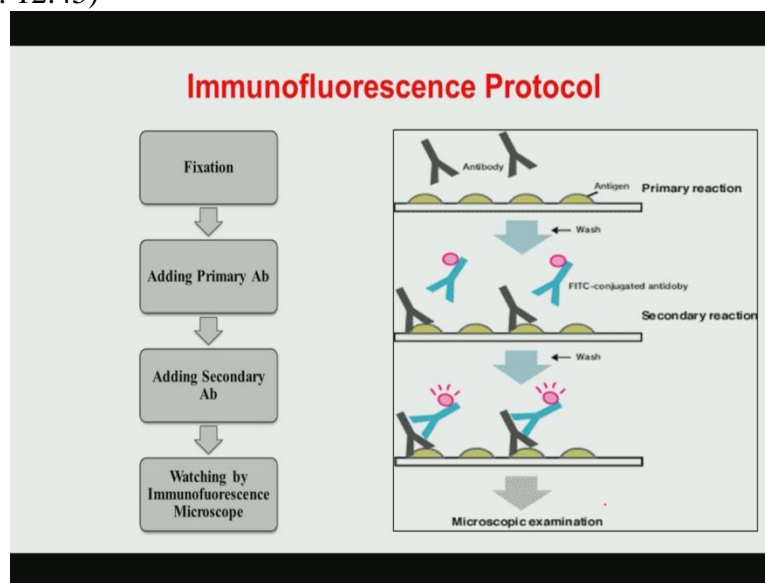 Immunofluorescence Protocol
Fixation
Adding Primary Ab
Adding Secondary
Ab
Watching by
Immunofuorescence
Microscope
Antibody
Antigen
Primary reaction
Wash
FITC-conjugated antidoby
Secondary reaction
Wash
Microscopic examination